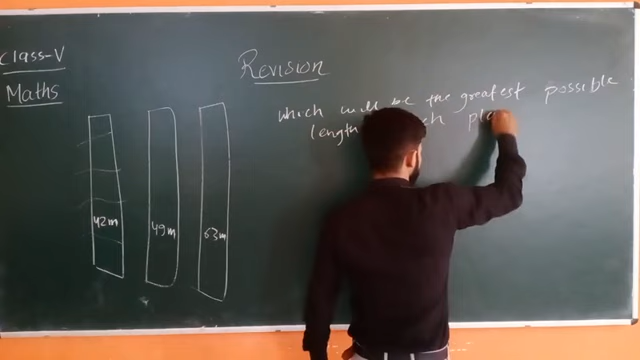 Class-V
Maths
Revision
which will be the greatest possible
length
42m
49m
63m